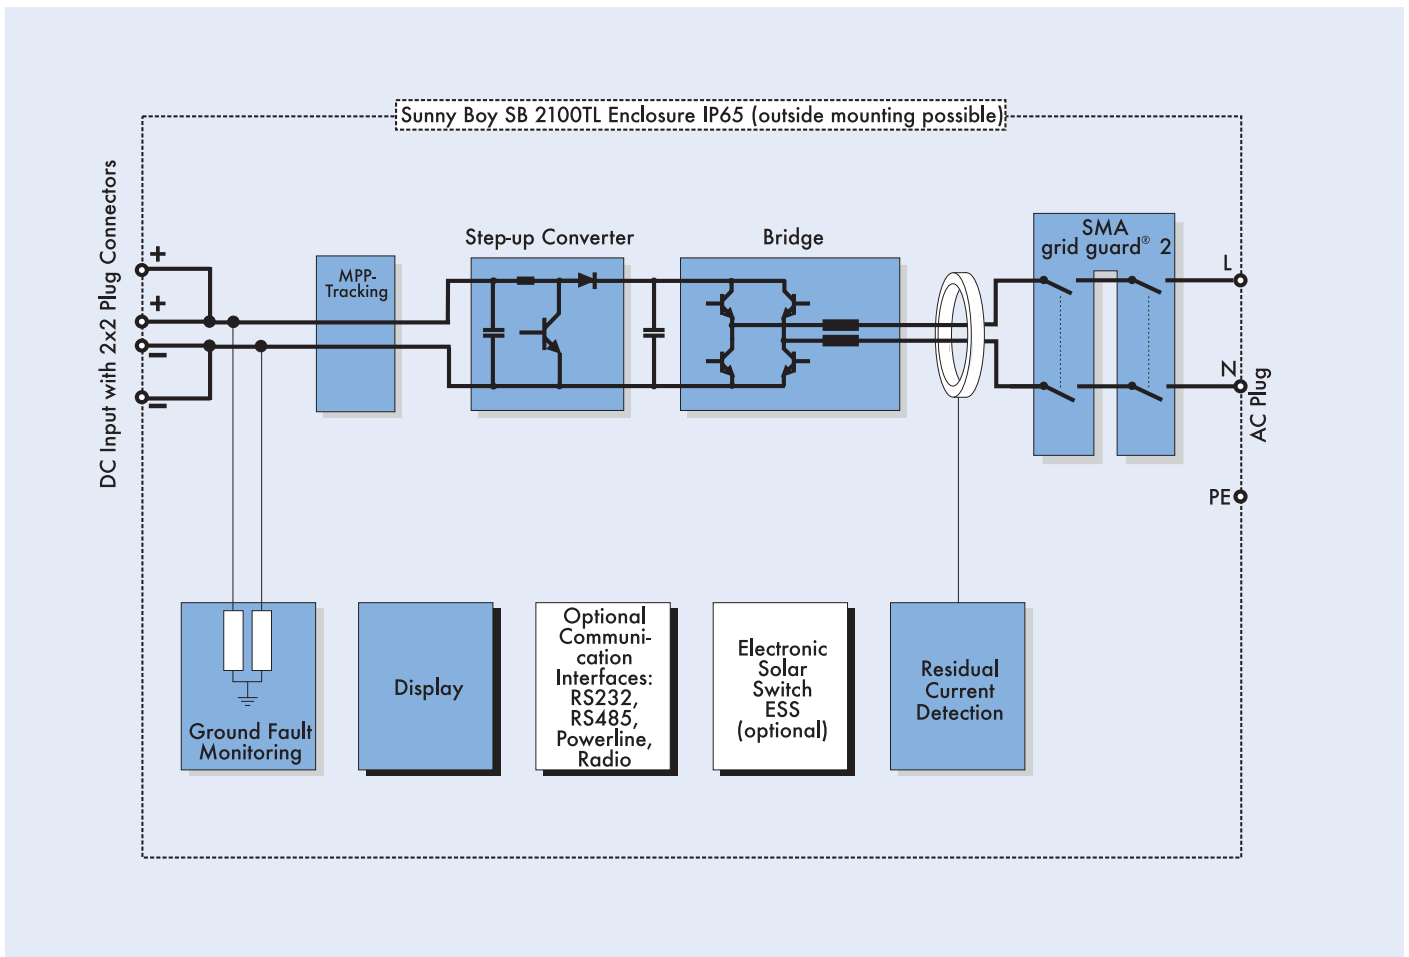 Sunny Boy SB 2100TL Enclosure IP65 (outside mounting possible)
DC Input with 2x2 Plug Connectors
+
+
–
–
MPP-
Tracking
Step-up Converter
Bridge
SMA
grid guard® 2
L
N
AC Plug
PE
Ground Fault
Monitoring
Display
Optional
Communi-
cation
Interfaces:
RS232,
RS485,
Powerline,
Radio
Electronic
Solar
Switch
ESS
(optional)
Residual
Current
Detection